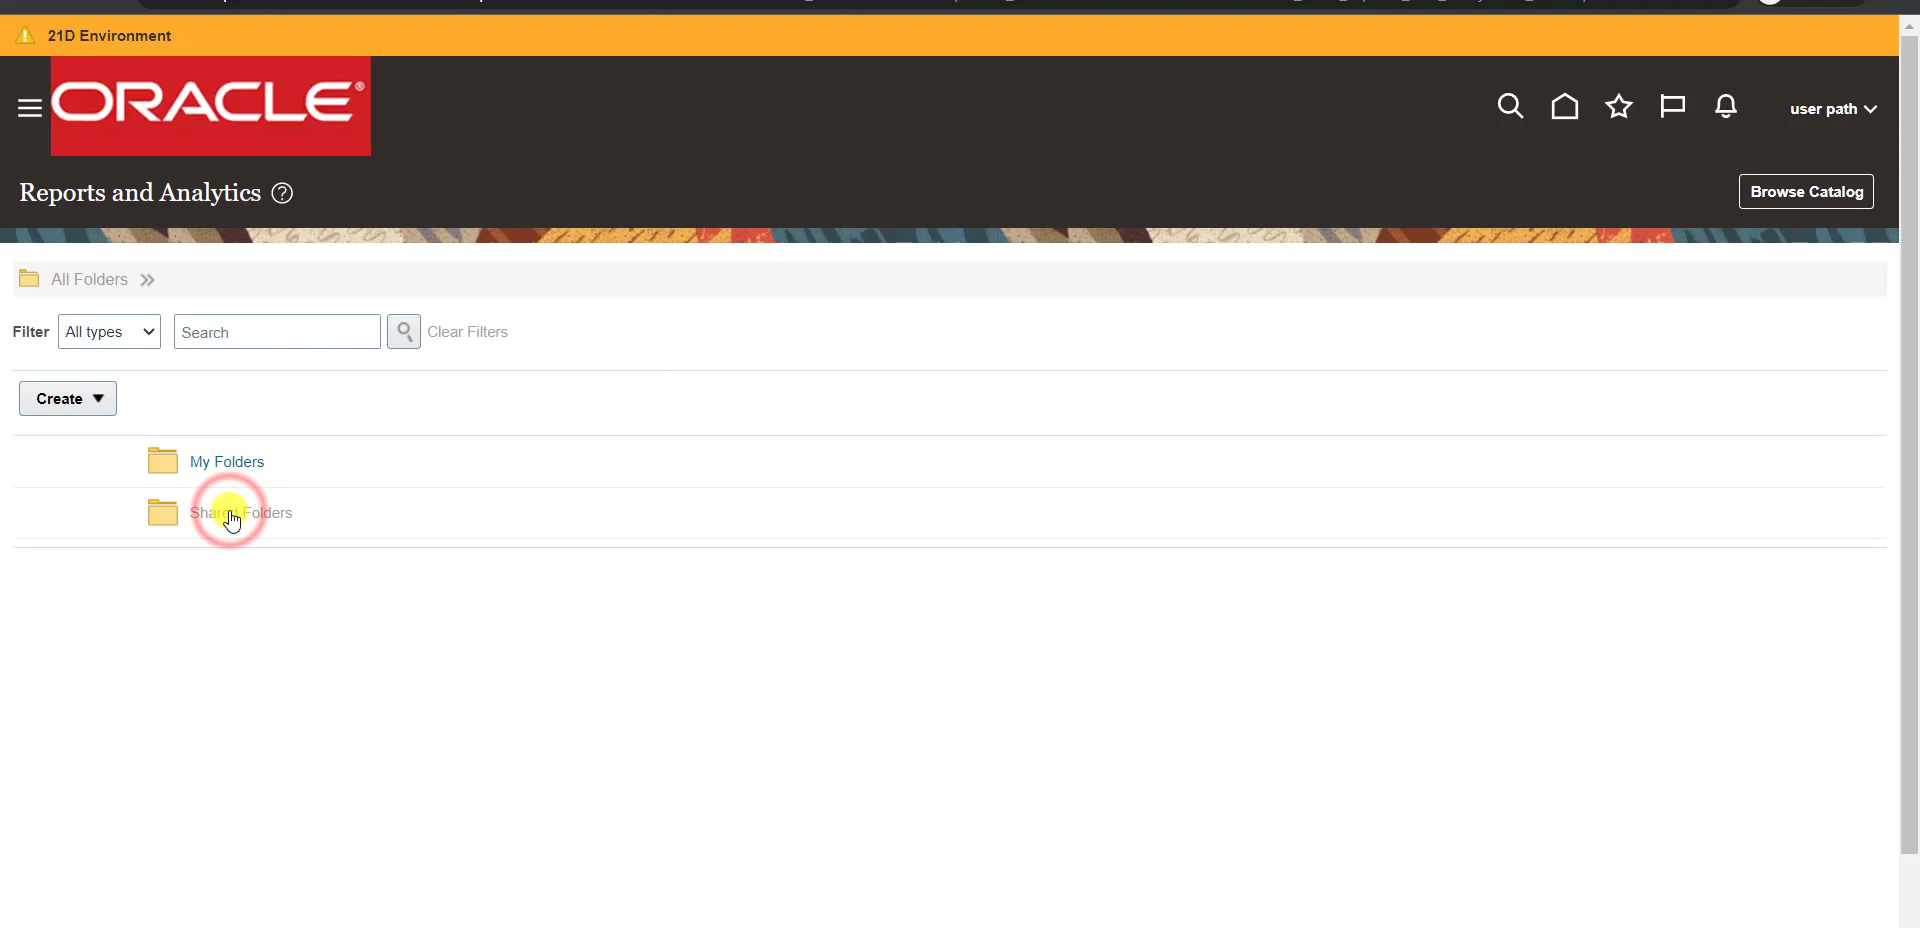 21D Environment
ORACLE®
user path
Reports and Analytics ?
Browse Catalog
All Folders »
Filter All types Search Clear Filters
Create
My Folders
Shared Folders